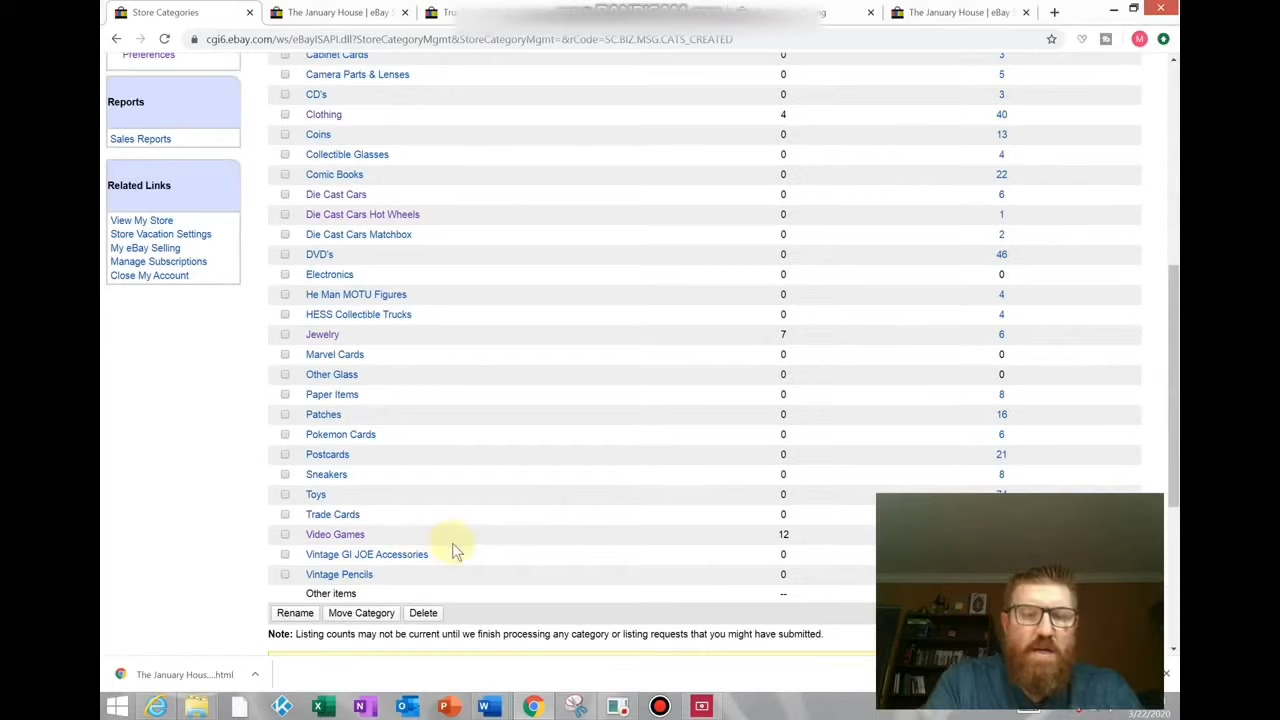 Store Categories
The January House | eBay S
Tru
ng
The January House | eBay S
cgi6.ebay.com/ws/eBayISAPI.dll?StoreCategoryMgmt&StoreCategoryMgmt=&rCode=SC.BIZ.MSG.CATS_CREATED
M
Preferences
Reports
Sales Reports
Related Links
View My Store
Store Vacation Settings
My eBay Selling
Manage Subscriptions
Close My Account
Cabinet Cards 0 3
Camera Parts & Lenses 0 5
CD's 0 3
Clothing 4 40
Coins 0 13
Collectible Glasses 0 4
Comic Books 0 22
Die Cast Cars 0 6
Die Cast Cars Hot Wheels 0 1
Die Cast Cars Matchbox 0 2
DVD's 0 46
Electronics 0 0
He Man MOTU Figures 0 4
HESS Collectible Trucks 0 4
Jewelry 7 6
Marvel Cards 0 0
Other Glass 0 0
Paper Items 0 8
Patches 0 16
Pokemon Cards 0 6
Postcards 0 21
Sneakers 0 8
Toys 0
Trade Cards 0
Video Games 12
Vintage GI JOE Accessories 0
Vintage Pencils 0
Other items --
Rename Move Category Delete
Note: Listing counts may not be current until we finish processing any category or listing requests that you might have submitted.
The January Hous....html
3/22/2020